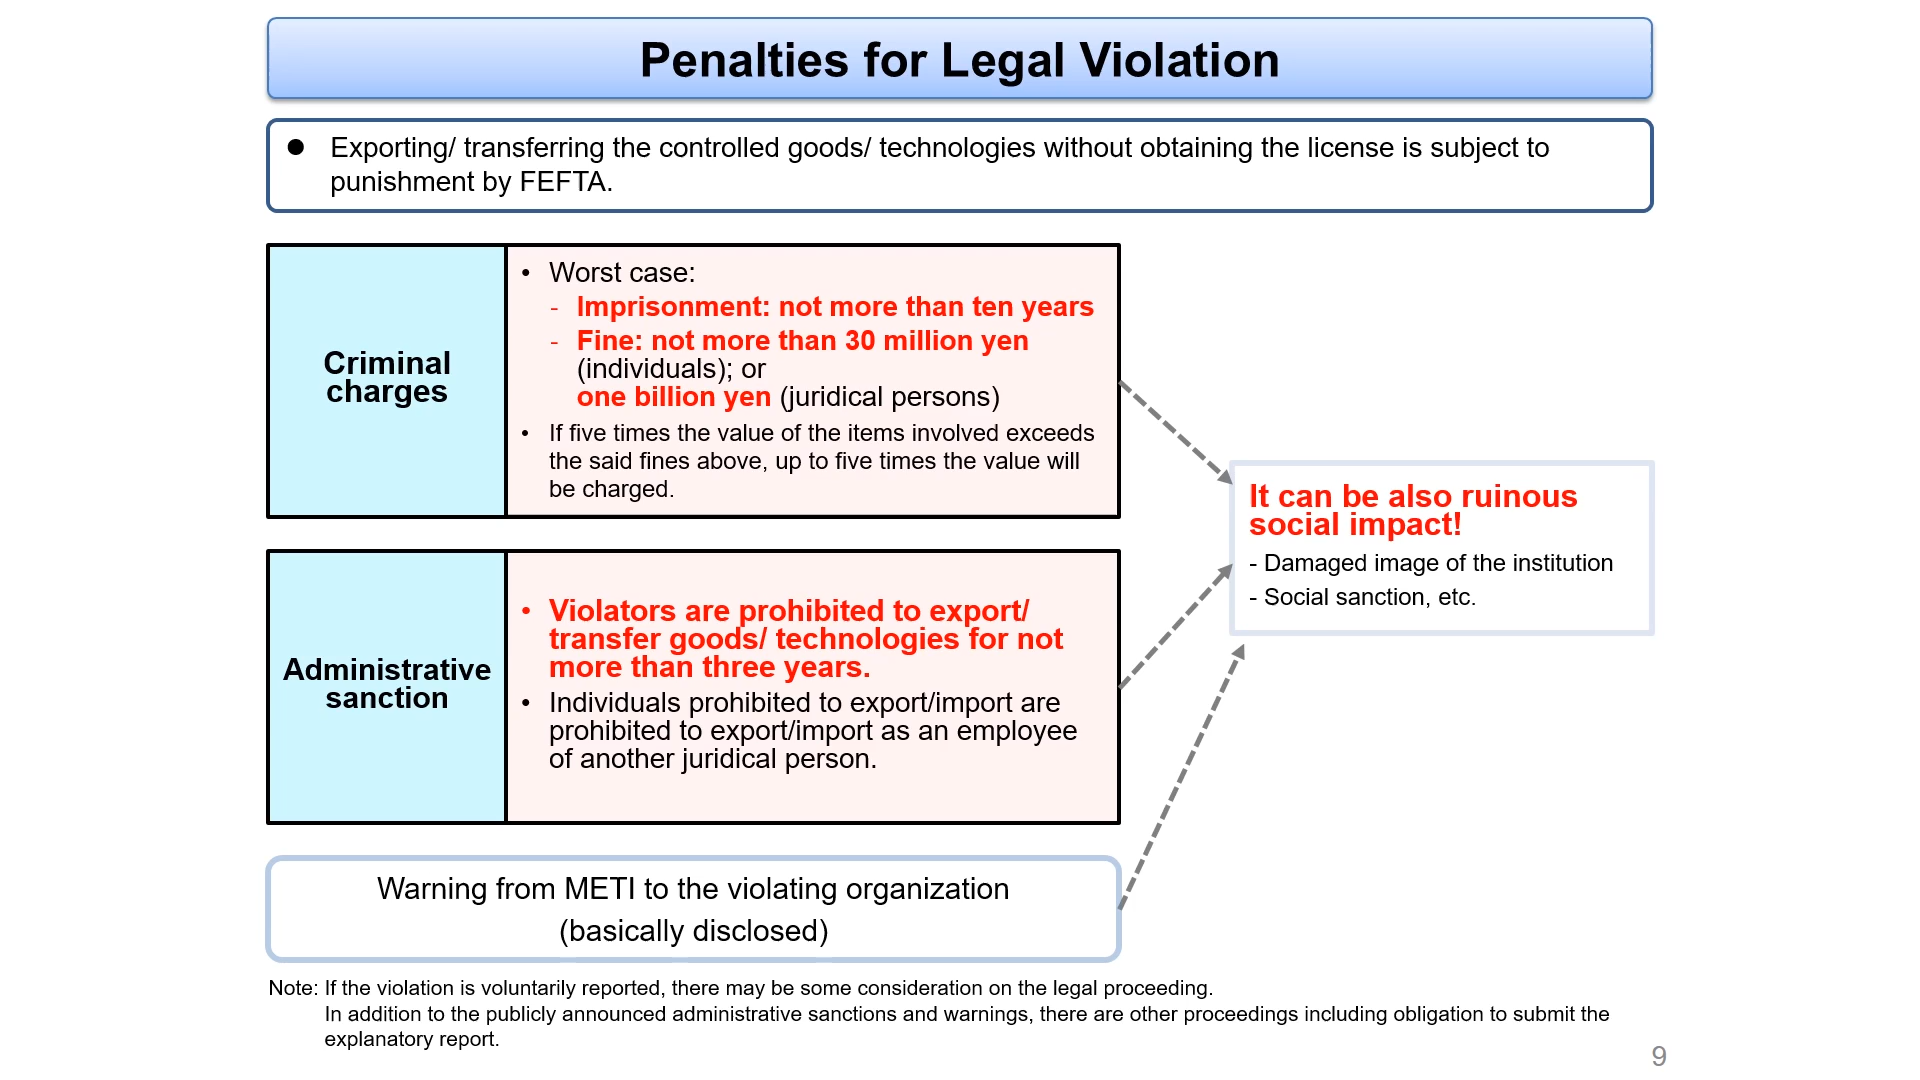 Penalties for Legal Violation
● Exporting/ transferring the controlled goods/ technologies without obtaining the license is subject to
punishment by FEFTA.
Criminal
charges
• Worst case:
- Imprisonment: not more than ten years
- Fine: not more than 30 million yen
(individuals); or
one billion yen (juridical persons)
• If five times the value of the items involved exceeds
the said fines above, up to five times the value will
be charged.
Administrative
sanction
• Violators are prohibited to export/
transfer goods/ technologies for not
more than three years.
• Individuals prohibited to export/import are
prohibited to export/import as an employee
of another juridical person.
It can be also ruinous
social impact!
- Damaged image of the institution
- Social sanction, etc.
Warning from METI to the violating organization
(basically disclosed)
Note: If the violation is voluntarily reported, there may be some consideration on the legal proceeding.
In addition to the publicly announced administrative sanctions and warnings, there are other proceedings including obligation to submit the
explanatory report.
9